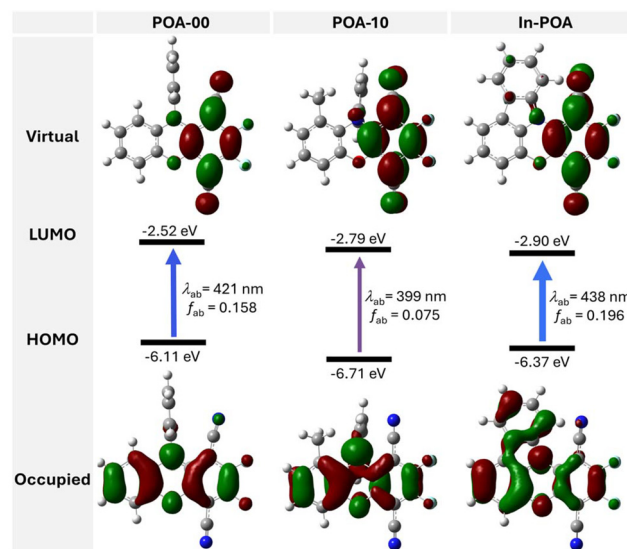 POA-00 POA-10 In-POA
Virtual
LUMO
-2.52 eV -2.79 eV -2.90 eV
λab= 421 nm λab= 399 nm λab= 438 nm
fab = 0.158 fab = 0.075 fab = 0.196
HOMO
-6.11 eV -6.71 eV -6.37 eV
Occupied